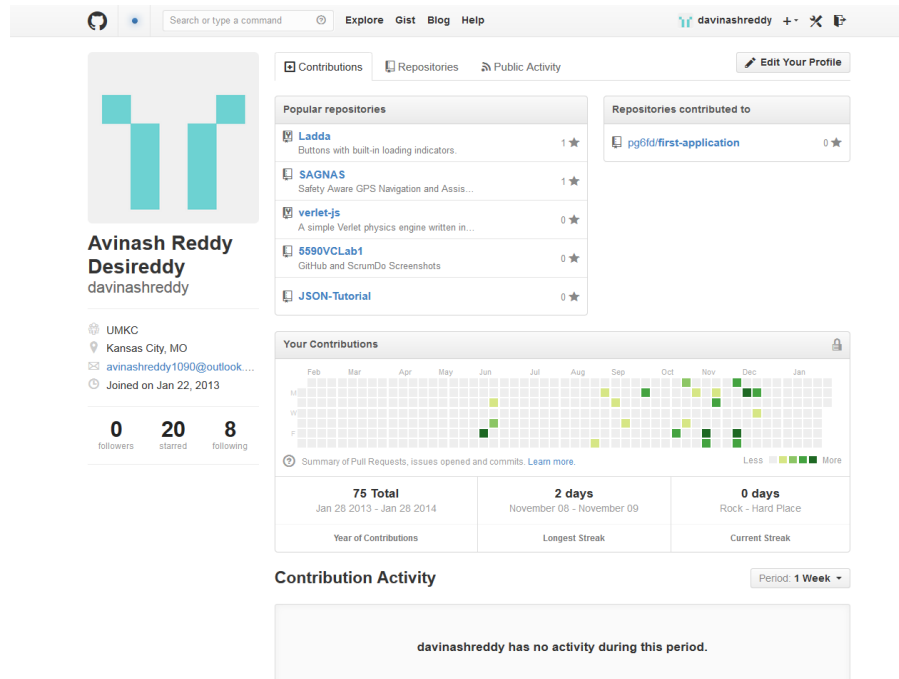 Search or type a command
Explore Gist Blog Help
davinashreddy
Contributions
Repositories
Public Activity
Edit Your Profile
Avinash Reddy
Desireddy
davinashreddy
UMKC
Kansas City, MO
avinashreddy1090@outlook....
Joined on Jan 22, 2013
0 20 8
followers starred following
Popular repositories
Ladda
Buttons with built-in loading indicators.
1
SAGNAS
Safety Aware GPS Navigation and Assis...
1
verlet-js
A simple Verlet physics engine written in...
0
5590VCLab1
GitHub and ScrumDo Screenshots
0
JSON-Tutorial
0
Repositories contributed to
pg6fd/first-application
0
Your Contributions
Feb Mar Apr May Jun Jul Aug Sep Oct Nov Dec Jan
M
W
F
Summary of Pull Requests, issues opened and commits. Learn more.
Less More
75 Total
Jan 28 2013 - Jan 28 2014
Year of Contributions
2 days
November 08 - November 09
Longest Streak
0 days
Rock - Hard Place
Current Streak
Contribution Activity
Period: 1 Week
davinashreddy has no activity during this period.